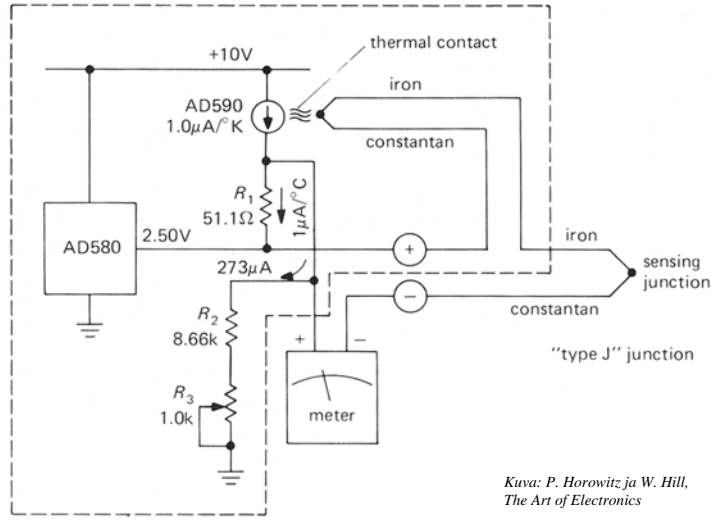 +10V
thermal contact
iron
AD590
1.0μA/°K
constantan
R1
51.1Ω
1μA/°C
AD580
2.50V
+
iron
sensing
junction
273μA
−
constantan
R2
8.66k
+ −
"type J" junction
R3
1.0k
meter
Kuva: P. Horowitz ja W. Hill,
The Art of Electronics